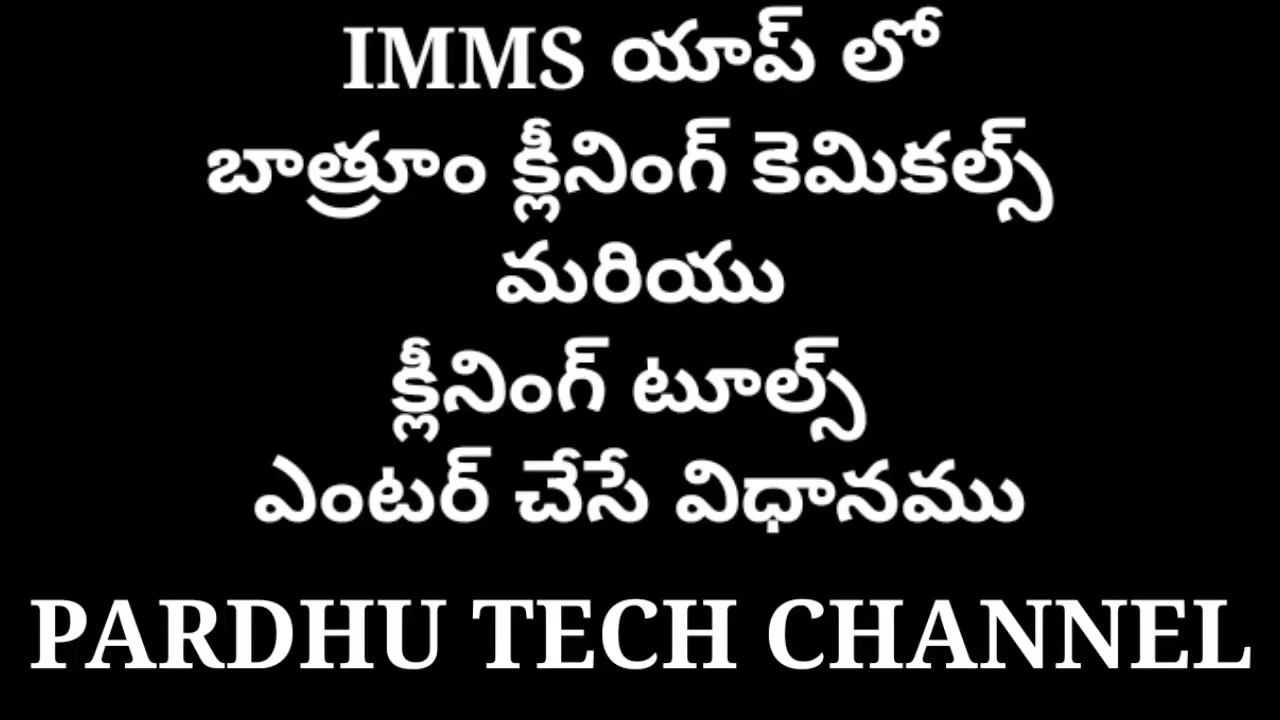 IMMS యాప్ లో
బాత్రూం క్లీనింగ్ కెమికల్స్
మరియు
క్లీనింగ్ టూల్స్
ఎంటర్ చేసే విధానము
PARDHU TECH CHANNEL